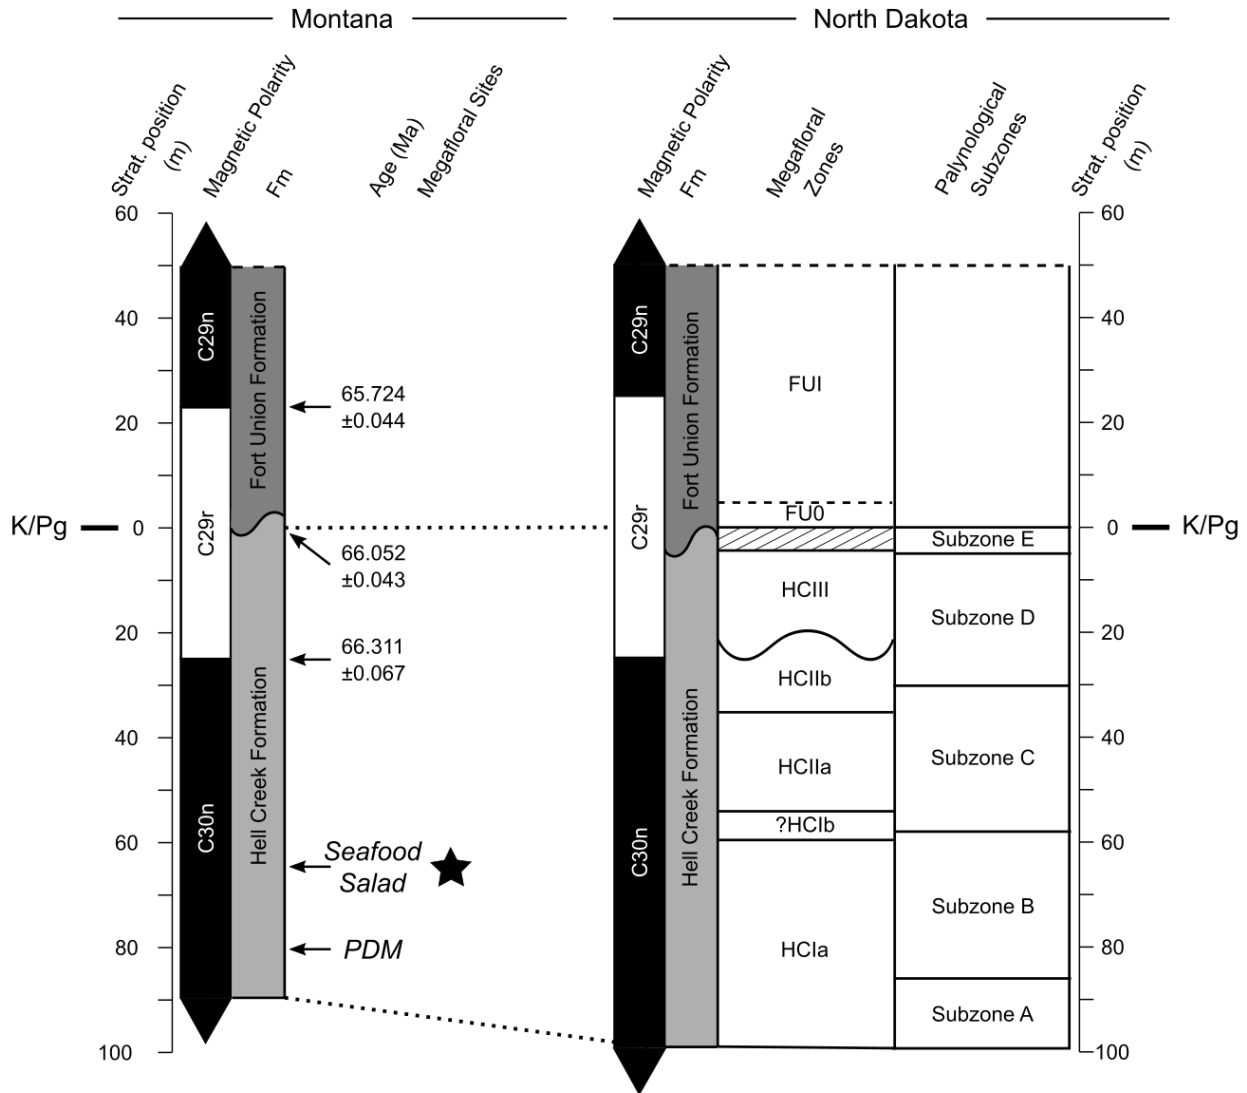 Montana
North Dakota
Strat. position
(m)
Magnetic Polarity
Fm
Age (Ma)
Megafloral Sites
Magnetic Polarity
Fm
Megafloral
Zones
Palynological
Subzones
Strat. position
(m)
60
40
20
K/Pg
0
20
40
60
80
100
C29n
C29r
C30n
Fort Union Formation
Hell Creek Formation
65.724
±0.044
66.052
±0.043
66.311
±0.067
Seafood
Salad
PDM
C29n
C29r
C30n
Fort Union Formation
Hell Creek Formation
FUI
FU0
HCIII
HCIIb
HCIIa
?HCIb
HCIa
Subzone E
Subzone D
Subzone C
Subzone B
Subzone A
60
40
20
0
K/Pg
20
40
60
80
100